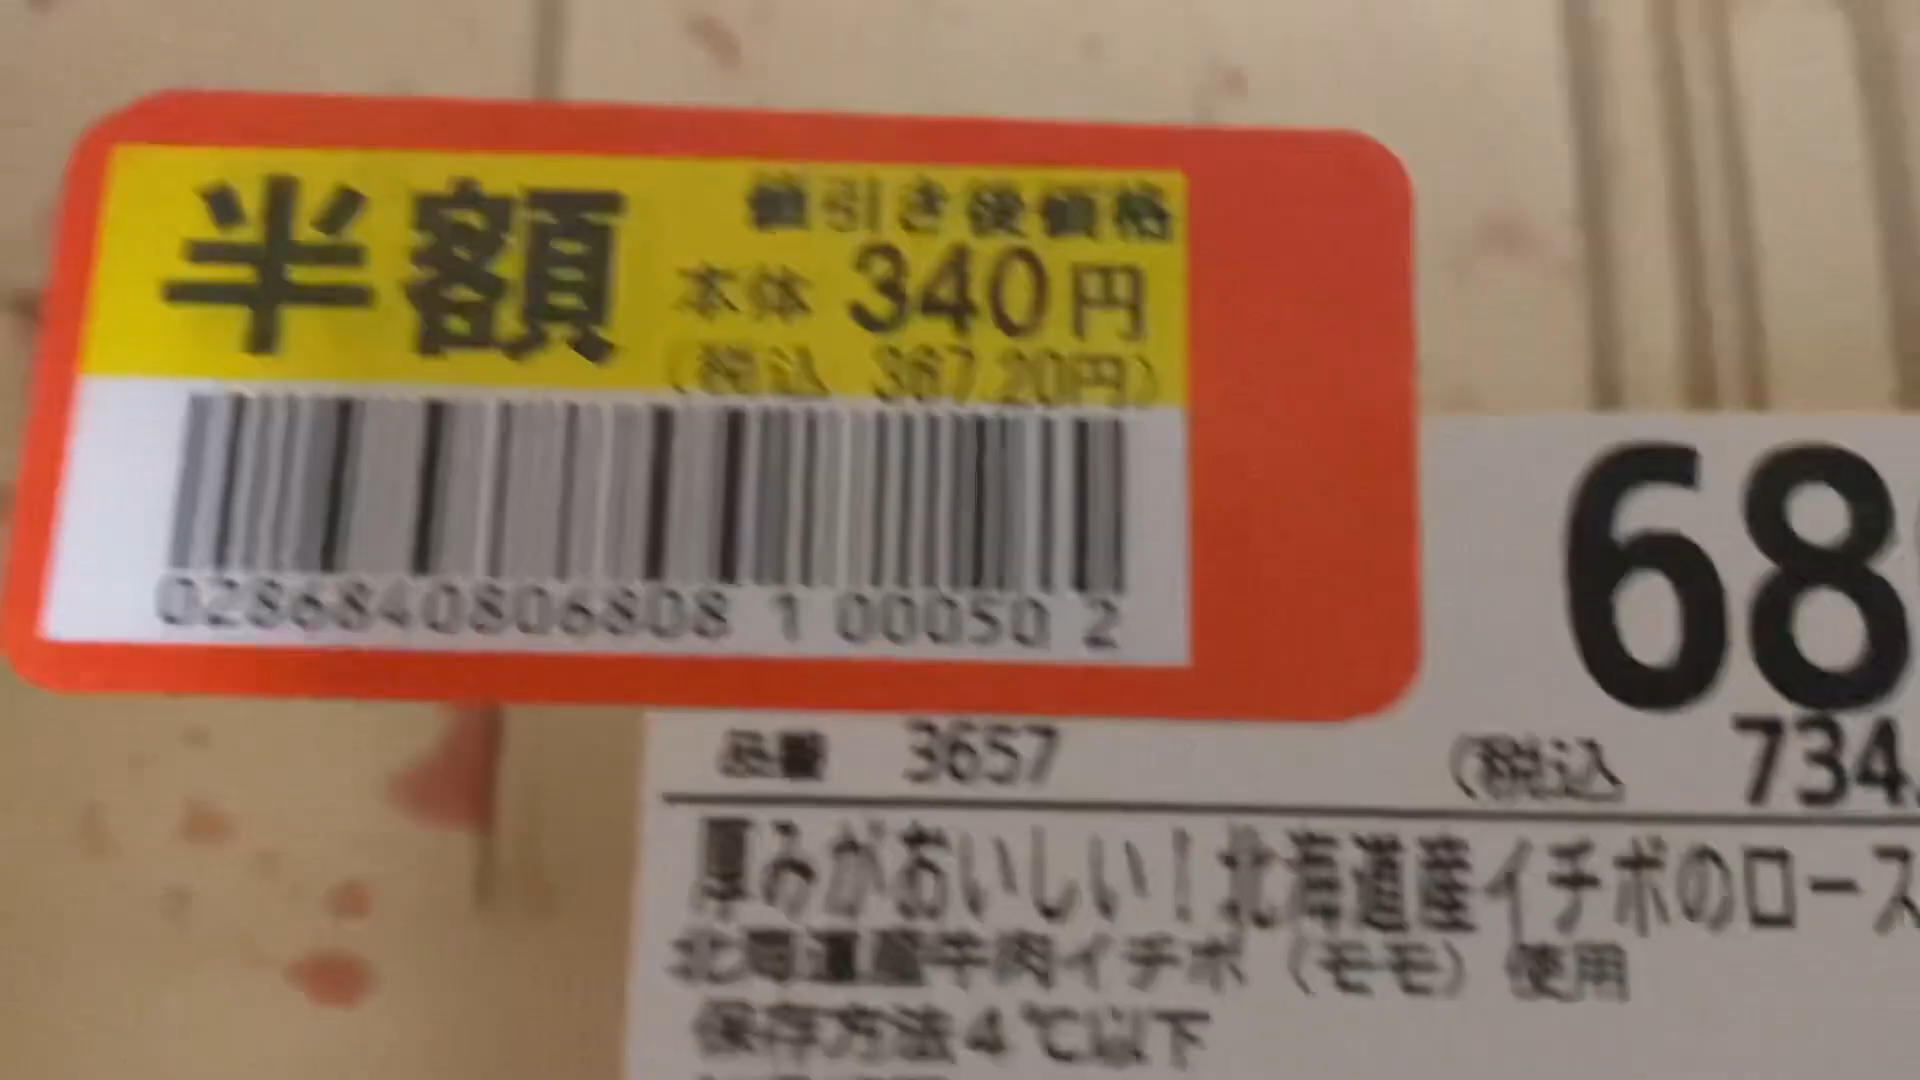 半額
値引き後価格
本体 340円
(税込 367.20円)
0286840806808 1 00050 2
68
品番 3657
(税込 734.
厚みがおいしい！北海道産イチボのロース
北海道産牛肉イチボ（モモ）使用
保存方法4℃以下